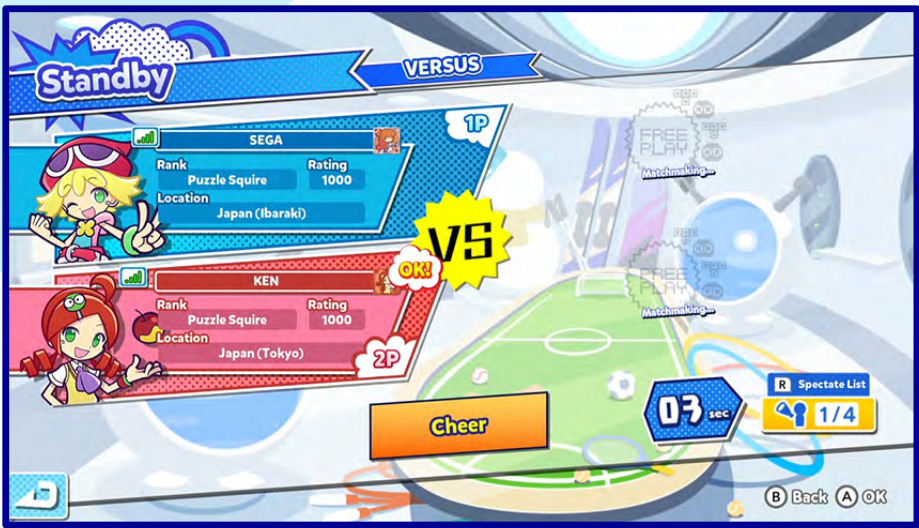 Standby
VERSUS
1P
SEGA
Rank
Rating
Puzzle Squire
1000
Location
Japan (Ibaraki)
VS
OK!
KEN
Rank
Rating
Puzzle Squire
1000
Location
Japan (Tokyo)
2P
FREE
PLAY
Matchmaking...
FREE
PLAY
Matchmaking...
Cheer
03 sec
R Spectate List
1/4
B Back A OK